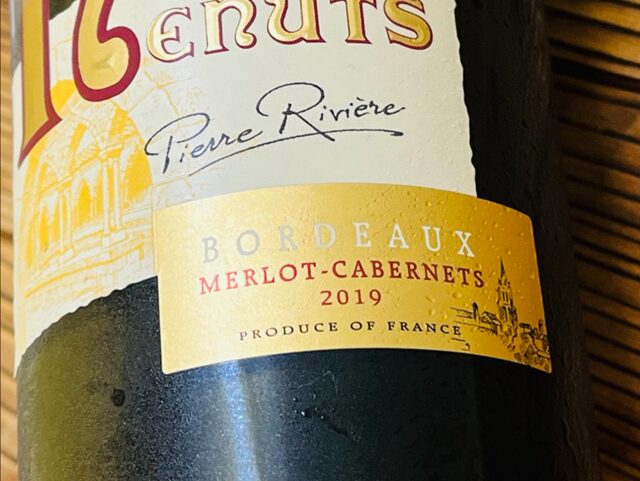 Pierre Rivière
BORDEAUX
MERLOT-CABERNETS
2019
PRODUCE OF FRANCE